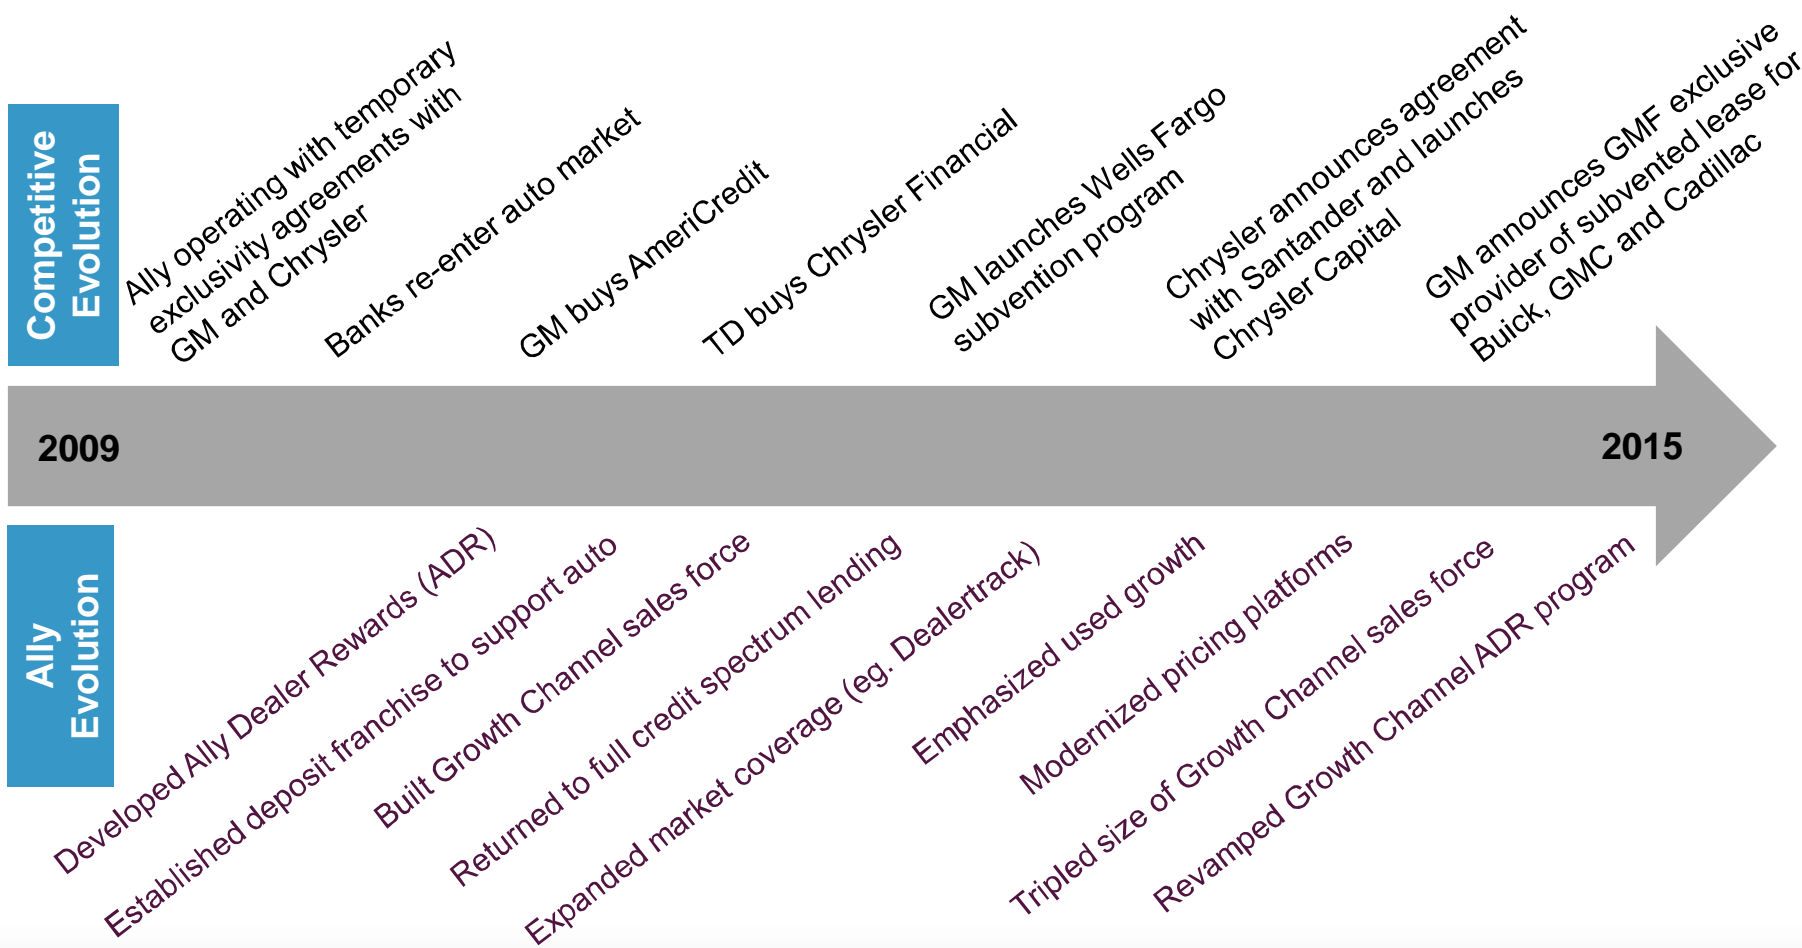 Competitive
Evolution
Ally operating with temporary
exclusivity agreements with
GM and Chrysler
Banks re-enter auto market
GM buys AmeriCredit
TD buys Chrysler Financial
GM launches Wells Fargo
subvention program
Chrysler announces agreement
with Santander and launches
Chrysler Capital
GM announces GMF exclusive
provider of subvented lease for
Buick, GMC and Cadillac
2009
2015
Ally
Evolution
Developed Ally Dealer Rewards (ADR)
Established deposit franchise to support auto
Built Growth Channel sales force
Returned to full credit spectrum lending
Expanded market coverage (eg. Dealertrack)
Emphasized used growth
Modernized pricing platforms
Tripled size of Growth Channel sales force
Revamped Growth Channel ADR program